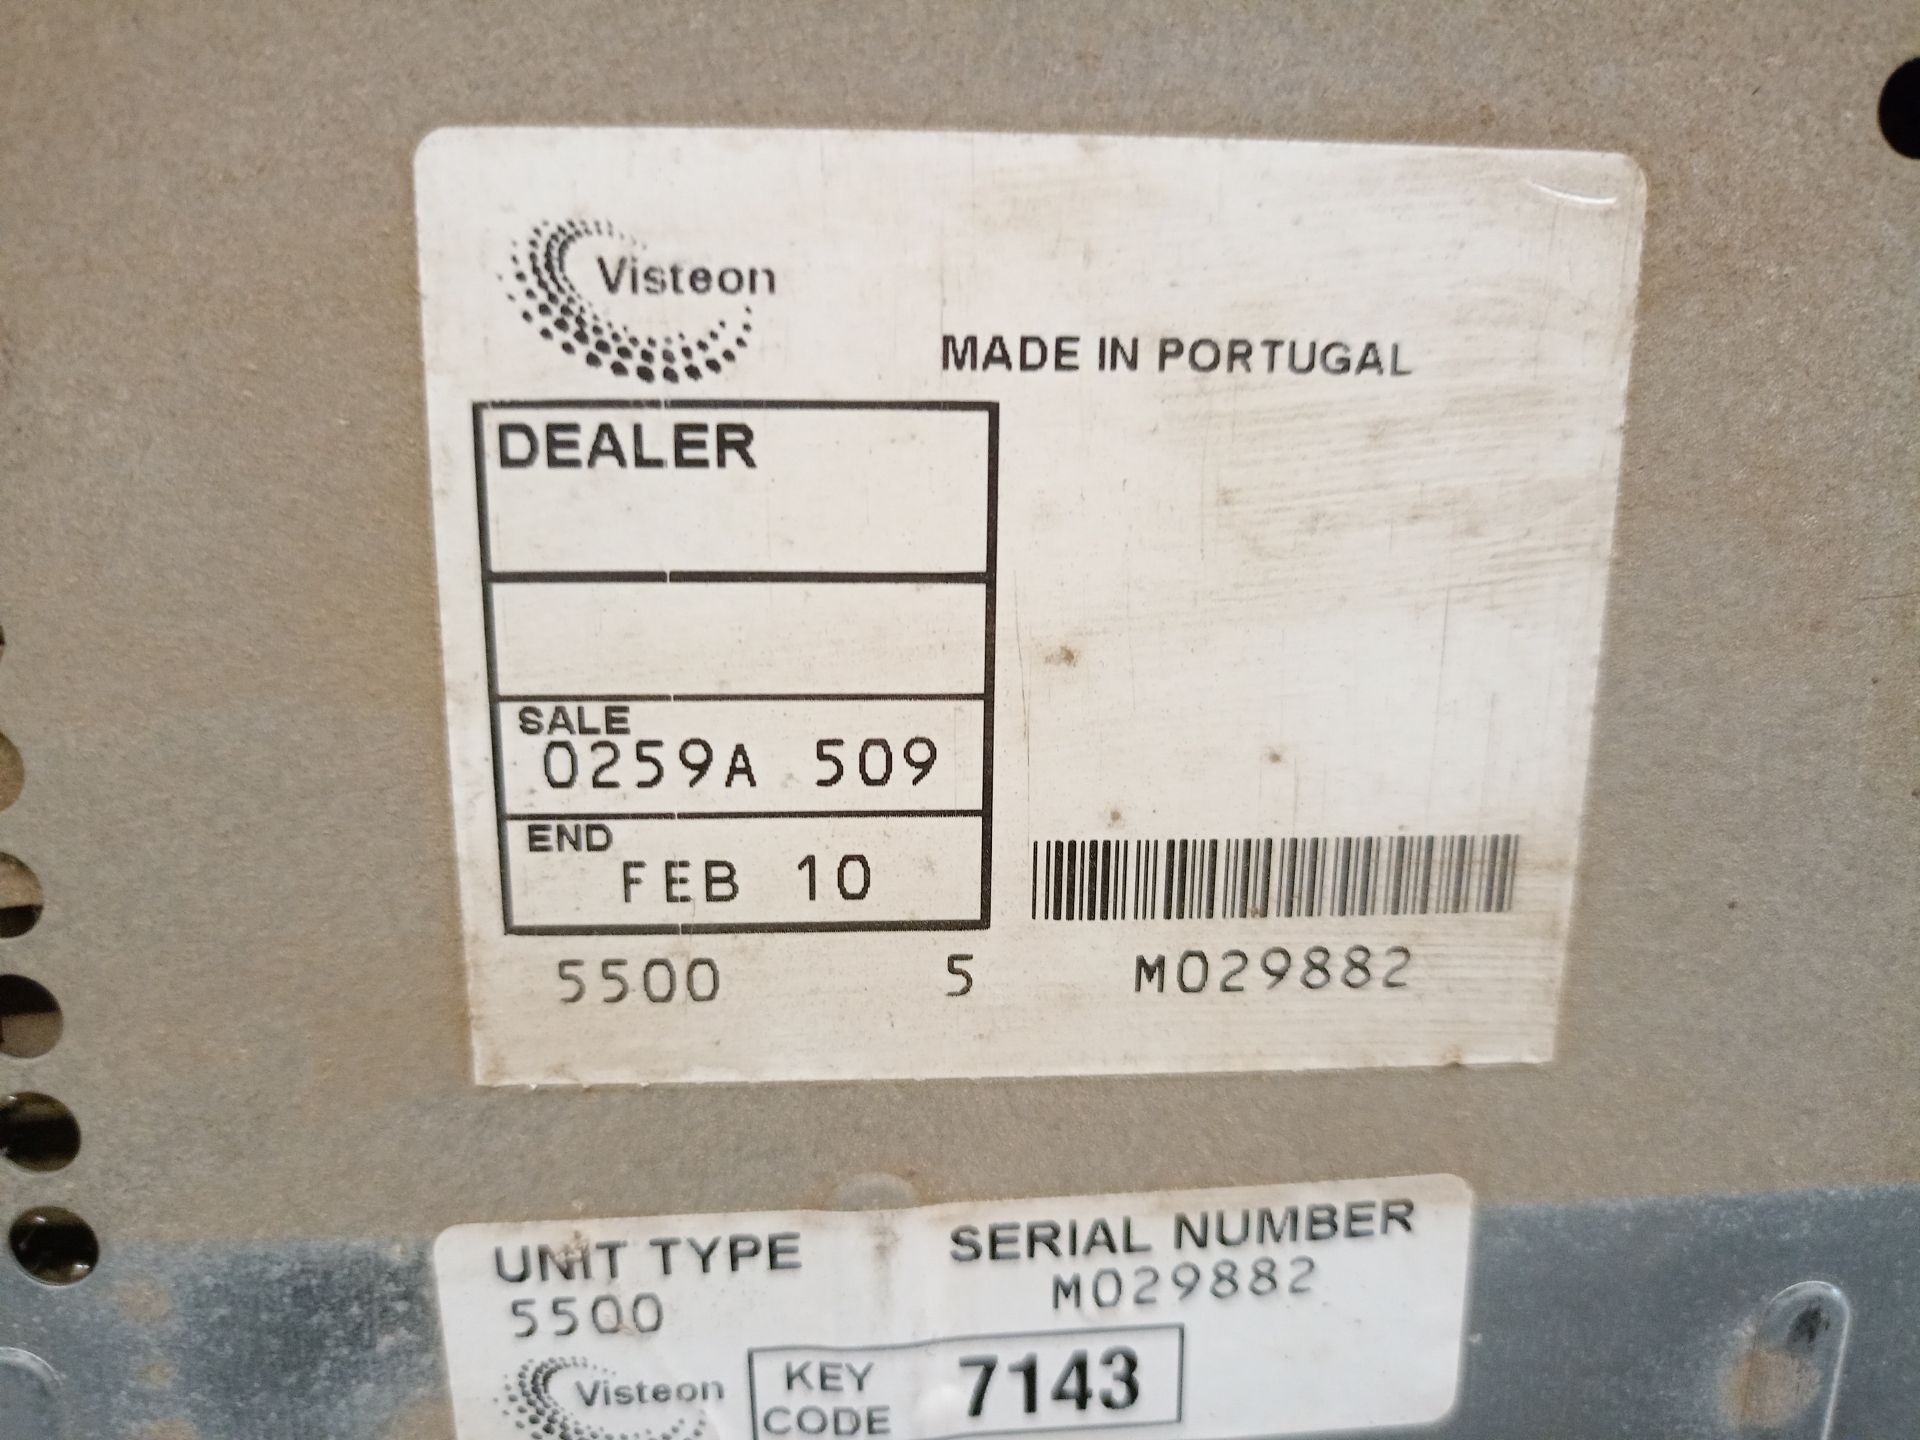 Visteon
MADE IN PORTUGAL
DEALER
SALE
0259A 509
END
FEB 10
5500 5 M029882
UNIT TYPE SERIAL NUMBER
5500 M029882
Visteon
KEY CODE 7143